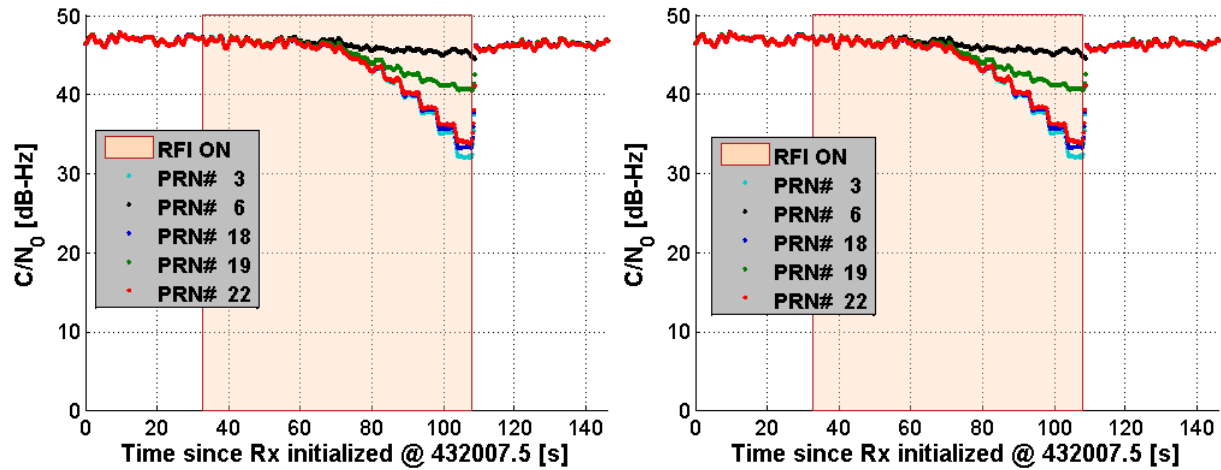 50
40
30
20
10
0
C/N0 [dB-Hz]
RFI ON
PRN# 3
PRN# 6
PRN# 18
PRN# 19
PRN# 22
0 20 40 60 80 100 120 140
Time since Rx initialized @ 432007.5 [s]
50
40
30
20
10
0
C/N0 [dB-Hz]
RFI ON
PRN# 3
PRN# 6
PRN# 18
PRN# 19
PRN# 22
0 20 40 60 80 100 120 140
Time since Rx initialized @ 432007.5 [s]